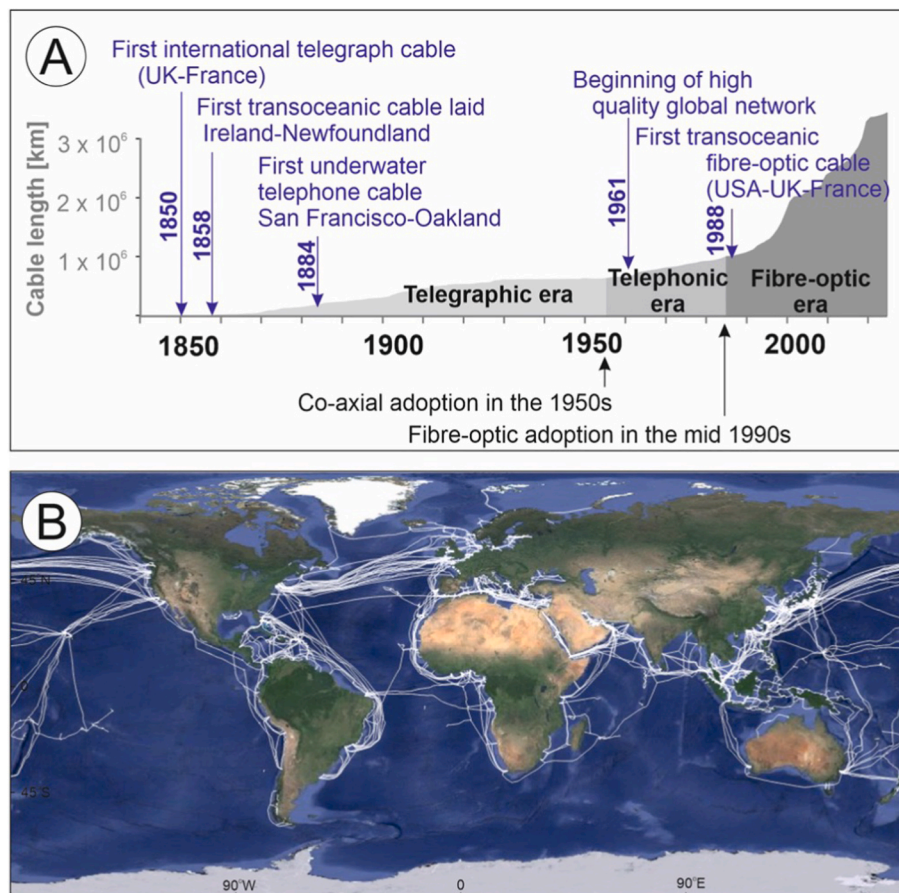 A
First international telegraph cable
(UK-France)
First transoceanic cable laid
Ireland-Newfoundland
First underwater
telephone cable
San Francisco-Oakland
Beginning of high
quality global network
First transoceanic
fibre-optic cable
(USA-UK-France)
Cable length [km]
3 x 10⁶
2 x 10⁶
1 x 10⁶
1850
1858
1884
1961
1988
Telegraphic era
Telephonic
era
Fibre-optic
era
1850
1900
1950
2000
Co-axial adoption in the 1950s
Fibre-optic adoption in the mid 1990s
B
45 N
0
45 S
90°W
0
90°E